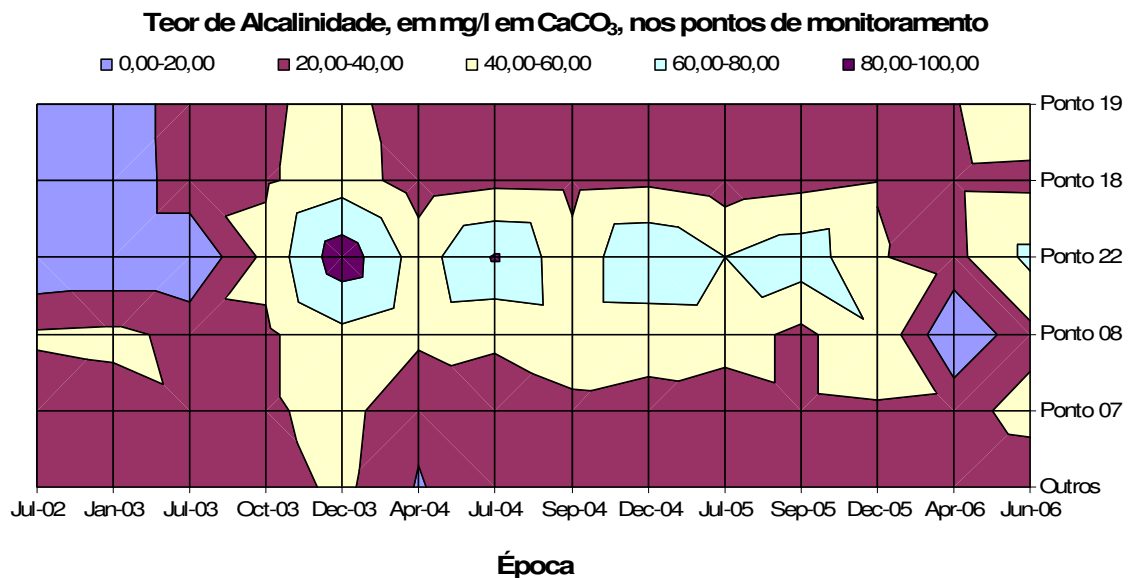 Teor de Alcalinidade, em mg/l em CaCO₃, nos pontos de monitoramento
0,00-20,00 20,00-40,00 40,00-60,00 60,00-80,00 80,00-100,00
Ponto 19
Ponto 18
Ponto 22
Ponto 08
Ponto 07
Outros
Jul-02 Jan-03 Jul-03 Oct-03 Dec-03 Apr-04 Jul-04 Sep-04 Dec-04 Jul-05 Sep-05 Dec-05 Apr-06 Jun-06
Época